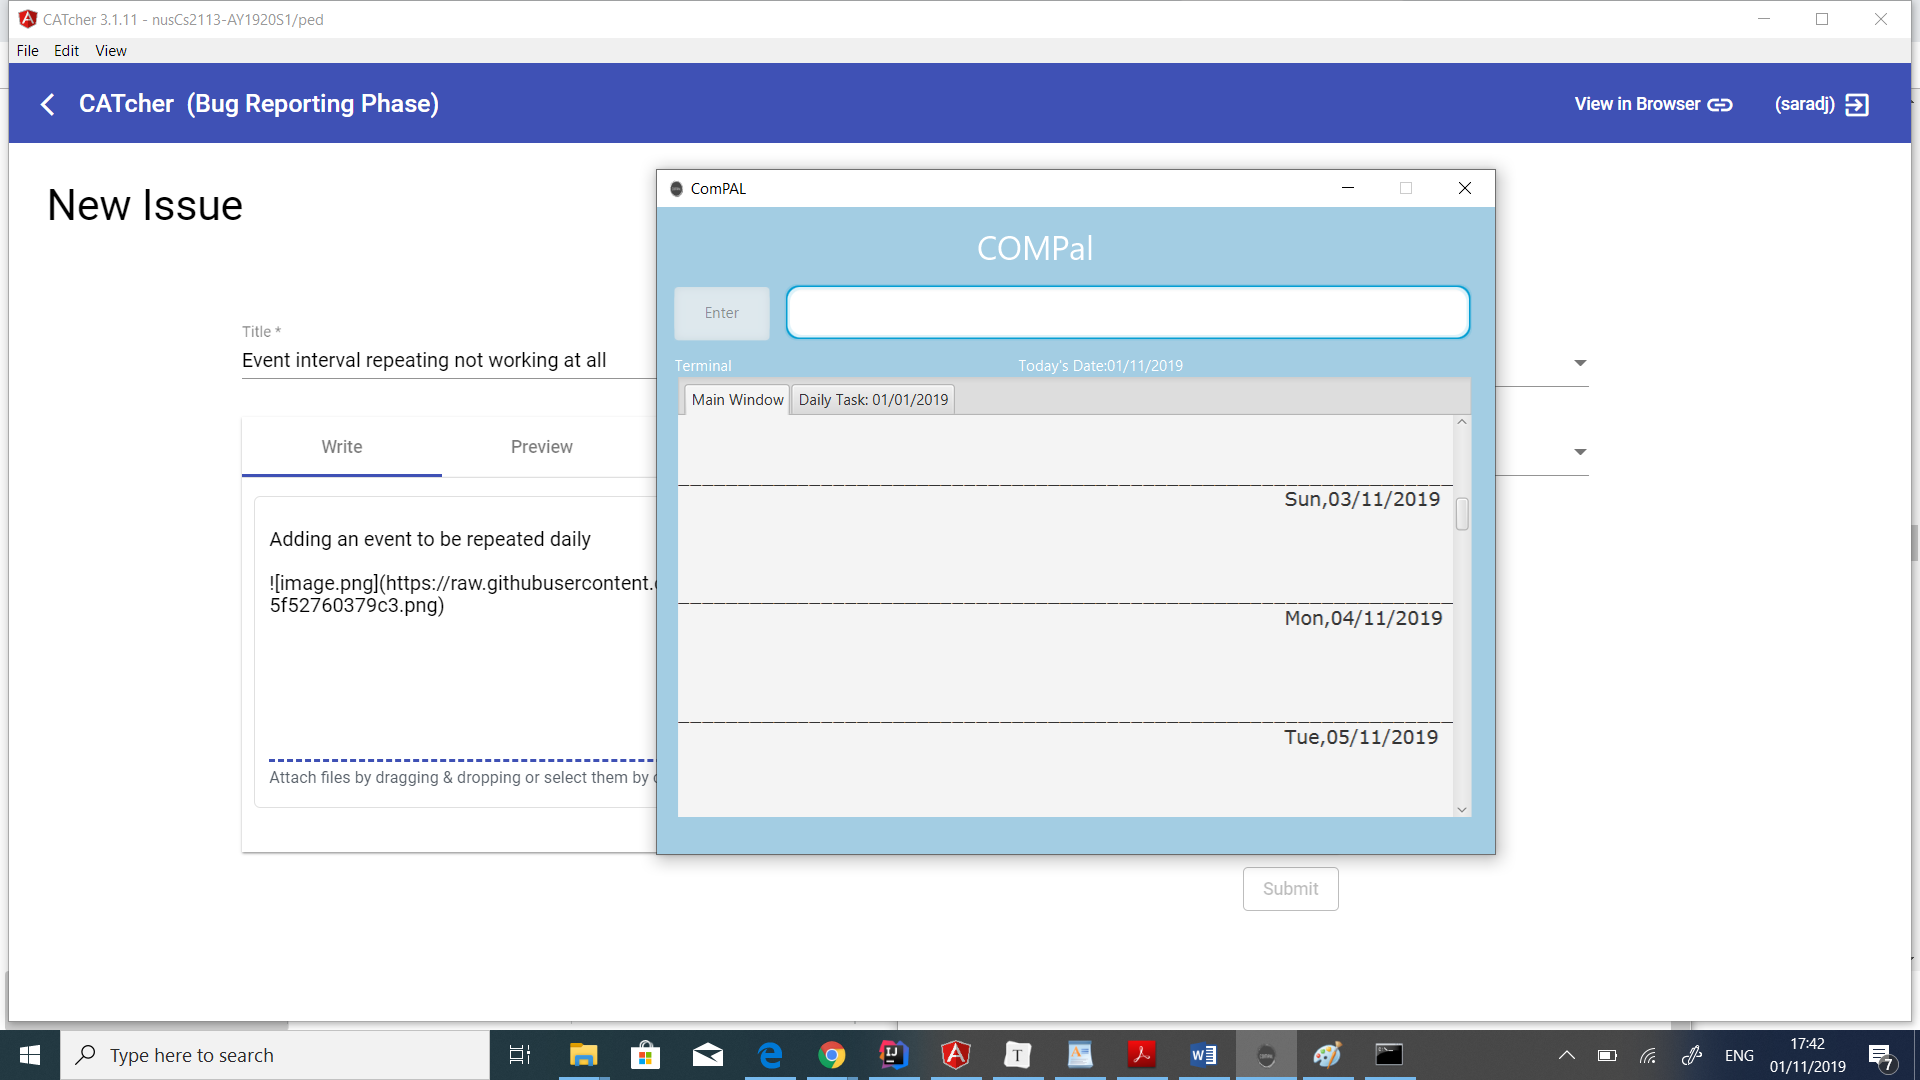 CATcher 3.1.11 - nusCs2113-AY1920S1/ped
File Edit View
CATcher (Bug Reporting Phase)
View in Browser
(saradj)
New Issue
Title *
Event interval repeating not working at all
Write
Preview
Adding an event to be repeated daily
![image.png](https://raw.githubusercontent.
5f52760379c3.png)
Attach files by dragging & dropping or select them by
Submit
ComPAL
COMPal
Enter
Terminal
Today's Date:01/11/2019
Main Window
Daily Task: 01/01/2019
Sun,03/11/2019
Mon,04/11/2019
Tue,05/11/2019
Type here to search
ENG
17:42
01/11/2019
7